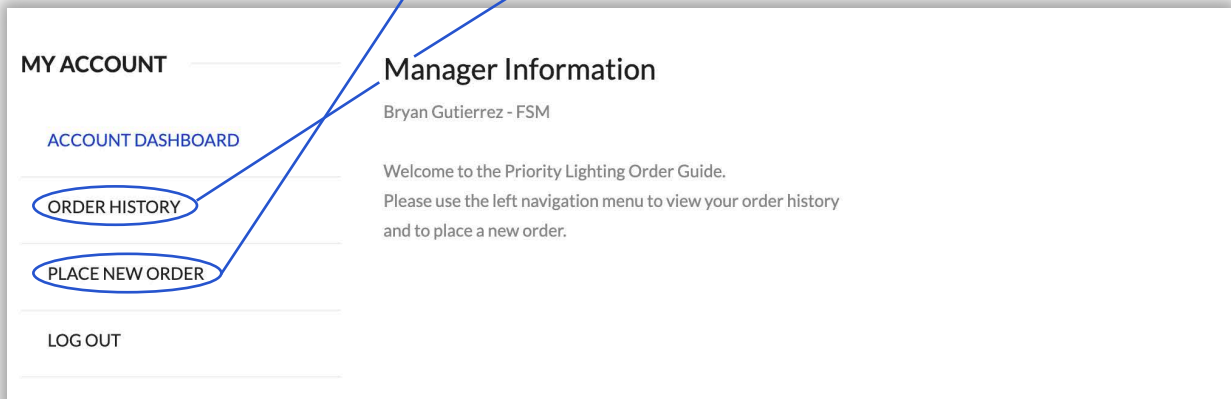 MY ACCOUNT
ACCOUNT DASHBOARD
ORDER HISTORY
PLACE NEW ORDER
LOG OUT
Manager Information
Bryan Gutierrez - FSM
Welcome to the Priority Lighting Order Guide.
Please use the left navigation menu to view your order history
and to place a new order.